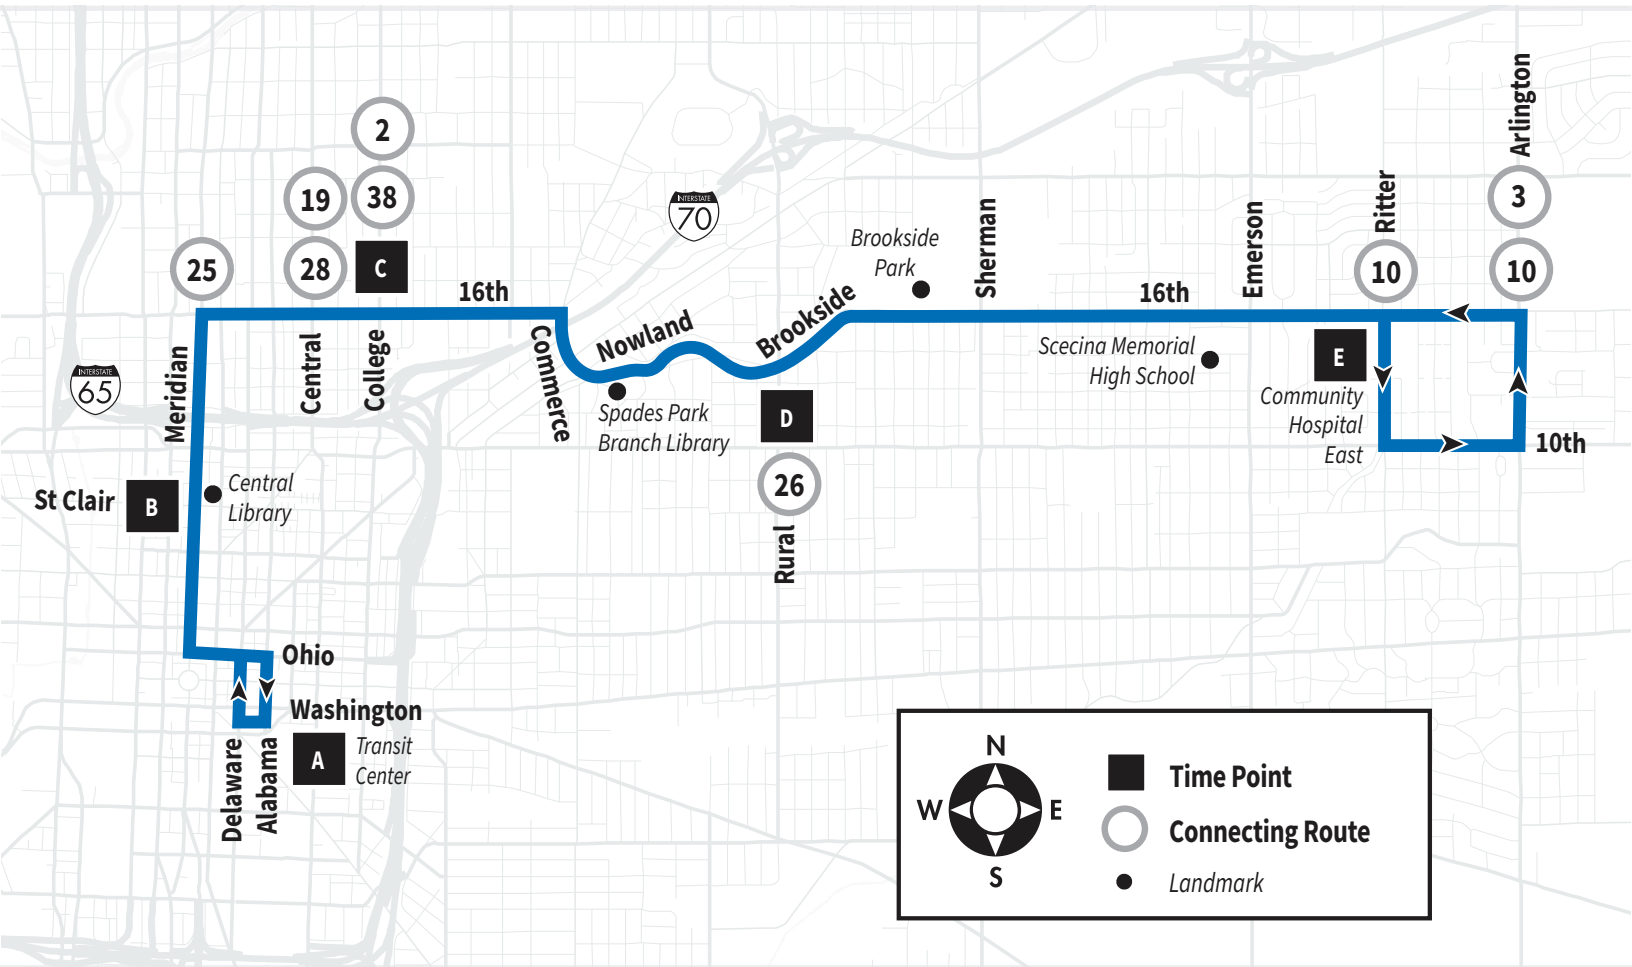 Arlington
2
INTERSTATE
70
19
38
Ritter
3
Sherman
Emerson
Brookside
Park
25
28
C
10
10
16th
16th
Nowland
Brookside
Commerce
Central
College
Meridian
INTERSTATE
65
Scecina Memorial
High School
E
Community
Hospital
East
Spades Park
Branch Library
D
10th
26
Rural
St Clair
B
Central
Library
Ohio
Washington
A
Transit
Center
Delaware
Alabama
N
W
E
S
Time Point
Connecting Route
Landmark